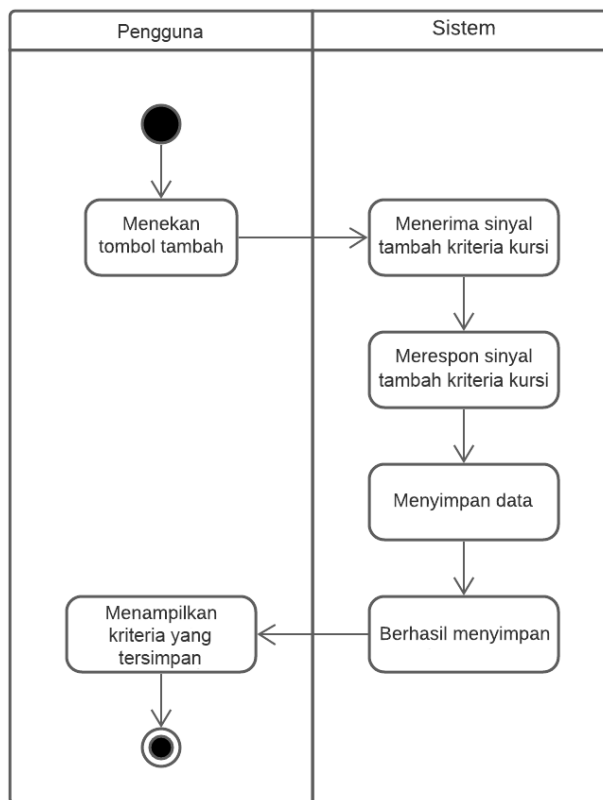 Pengguna
Sistem
Menekan
tombol tambah
Menerima sinyal
tambah kriteria kursi
Merespon sinyal
tambah kriteria kursi
Menyimpan data
Berhasil menyimpan
Menampilkan
kriteria yang
tersimpan